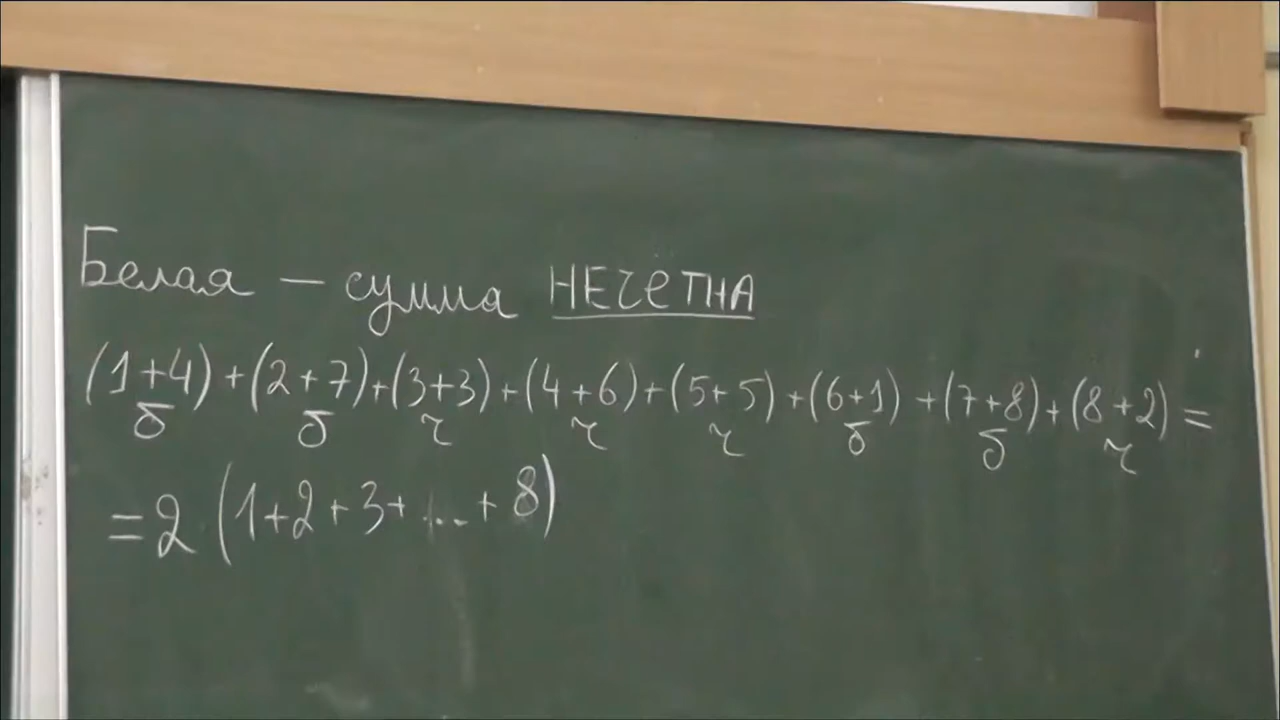 Белая — сумма НЕЧЁТНА
(1+4)+(2+7)+(3+3)+(4+6)+(5+5)+(6+1)+(7+8)+(8+2)=
б б ч ч ч б б ч
=2(1+2+3+...+8)